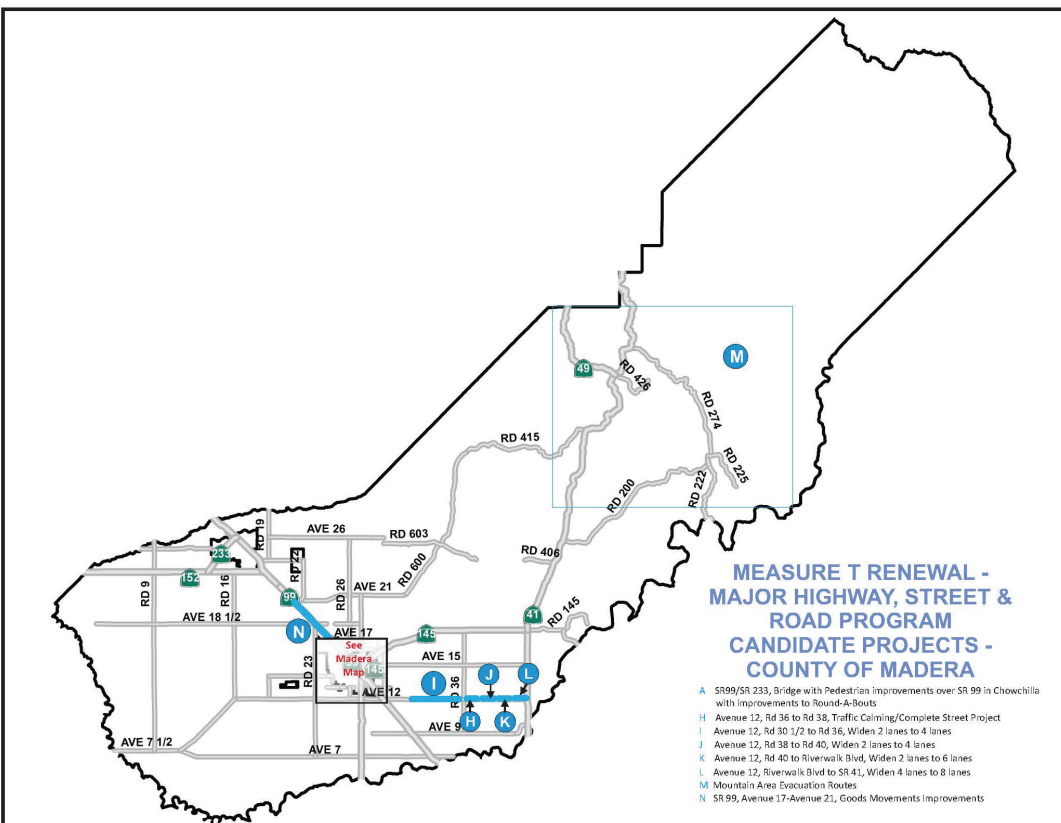 M
49
RD 426
RD 274
RD 415
RD 225
RD 222
RD 200
RD 19
AVE 26
RD 603
233
RD 406
152
RD 9
RD 16
RD 26
AVE 21
RD 600
99
41
RD 145
AVE 18 1/2
N
AVE 17
145
See
Madera
Map
145
RD 23
AVE 15
RD 36
I
J
L
AVE 12
H
K
AVE 9
AVE 7 1/2
AVE 7
MEASURE T RENEWAL -
MAJOR HIGHWAY, STREET &
ROAD PROGRAM
CANDIDATE PROJECTS -
COUNTY OF MADERA
A SR99/SR 233, Bridge with Pedestrian improvements over SR 99 in Chowchilla
with improvements to Round-A-Bouts
H Avenue 12, Rd 36 to Rd 38, Traffic Calming/Complete Street Project
I Avenue 12, Rd 30 1/2 to Rd 36, Widen 2 lanes to 4 lanes
J Avenue 12, Rd 38 to Rd 40, Widen 2 lanes to 4 lanes
K Avenue 12, Rd 40 to Riverwalk Blvd, Widen 2 lanes to 6 lanes
L Avenue 12, Riverwalk Blvd to SR 41, Widen 4 lanes to 8 lanes
M Mountain Area Evacuation Routes
N SR 99, Avenue 17-Avenue 21, Goods Movements Improvements